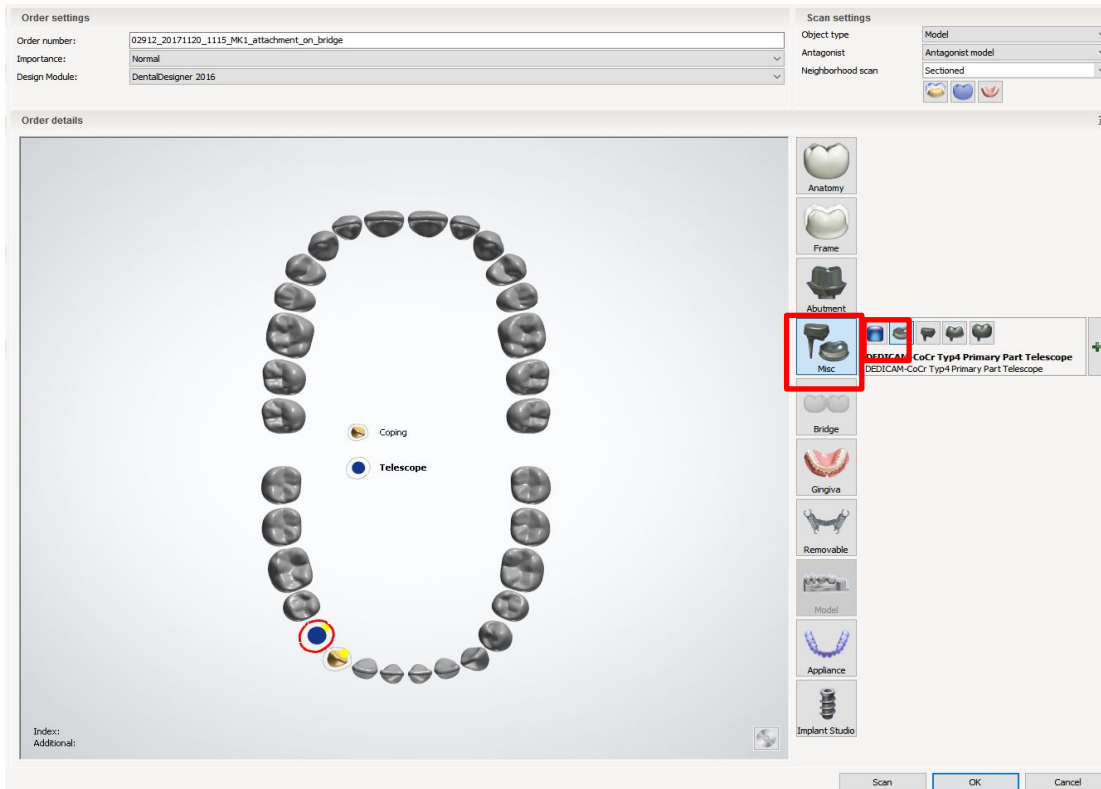 Order settings
Order number: 02912_20171120_1115_MK1_attachment_on_bridge
Importance: Normal
Design Module: DentalDesigner 2016
Scan settings
Object type Model
Antagonist Antagonist model
Neighborhood scan Sectioned
Order details
Anatomy
Frame
Abutment
Misc
DEDICAM-CoCr Typ4 Primary Part Telescope
DEDICAM-CoCr Typ4 Primary Part Telescope
Bridge
Gingiva
Removable
Model
Appliance
Implant Studio
Coping
Telescope
Index:
Additional:
Scan OK Cancel